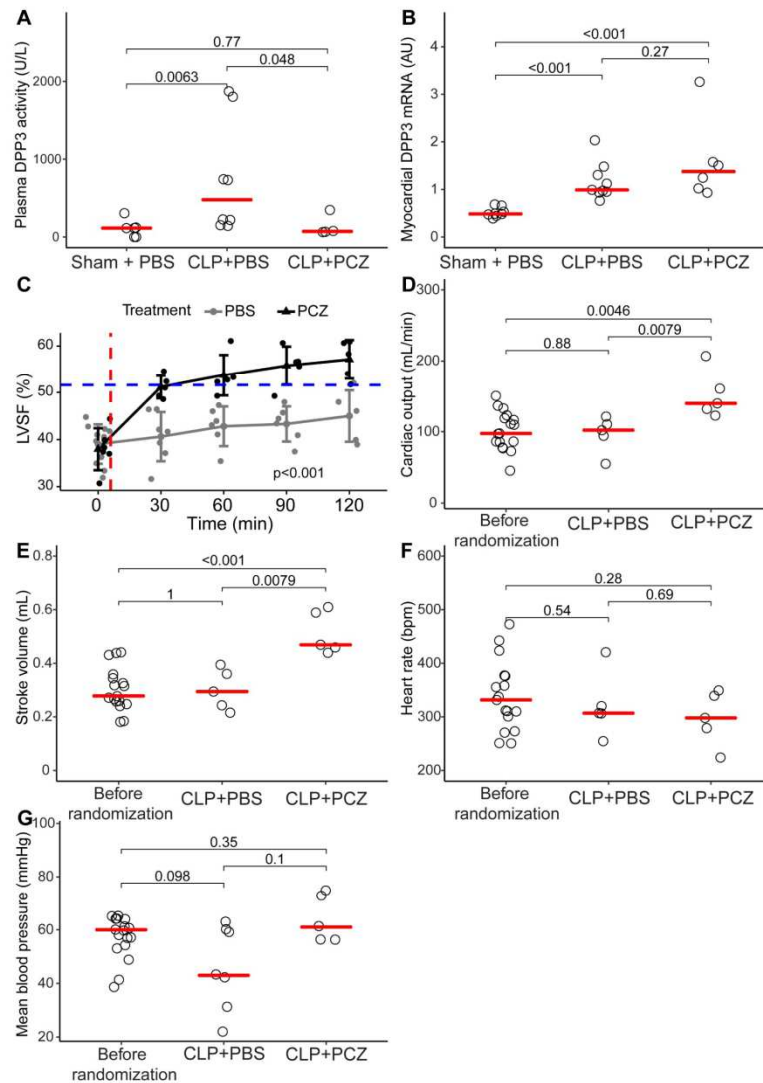 A
Plasma DPP3 activity (U/L)
0.77
0.0063
0.048
2000
1000
0
Sham + PBS
CLP+PBS
CLP+PCZ
B
Myocardial DPP3 mRNA (AU)
<0.001
<0.001
0.27
4
3
2
1
0
Sham + PBS
CLP+PBS
CLP+PCZ
C
Treatment PBS PCZ
LVSF (%)
60
50
40
30
p<0.001
0 30 60 90 120
Time (min)
D
Cardiac output (mL/min)
0.0046
0.88
0.0079
200
150
100
50
0
Before
randomization
CLP+PBS
CLP+PCZ
E
Stroke volume (mL)
<0.001
1
0.0079
0.8
0.6
0.4
0.2
0
Before
randomization
CLP+PBS
CLP+PCZ
F
Heart rate (bpm)
0.28
0.54
0.69
600
500
400
300
200
Before
randomization
CLP+PBS
CLP+PCZ
G
Mean blood pressure (mmHg)
0.35
0.098
0.1
100
80
60
40
20
Before
randomization
CLP+PBS
CLP+PCZ